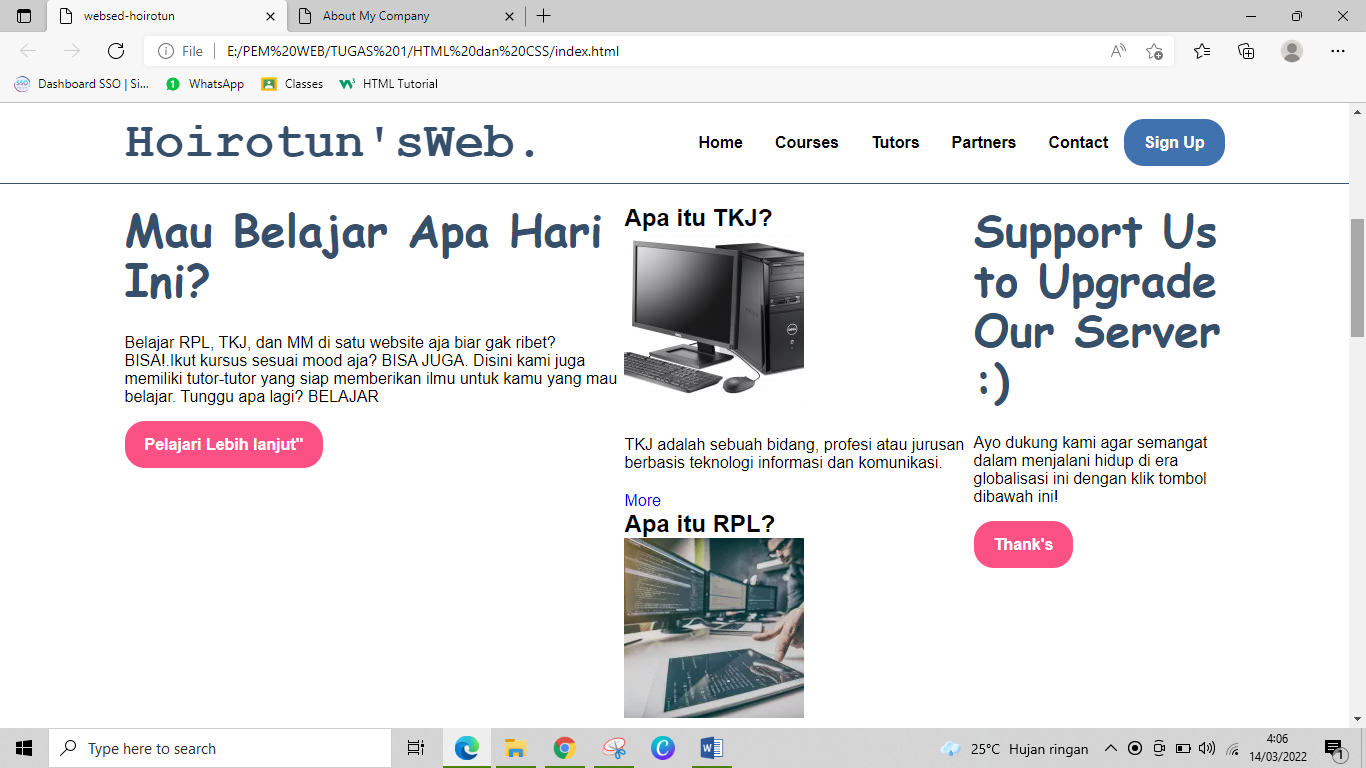 websed-hoirotun
About My Company
File
E:/PEM%20WEB/TUGAS%201/HTML%20dan%20CSS/index.html
Dashboard SSO | Si...
WhatsApp
Classes
HTML Tutorial
Hoirotun'sWeb.
Home
Courses
Tutors
Partners
Contact
Sign Up
Mau Belajar Apa Hari
Ini?
Belajar RPL, TKJ, dan MM di satu website aja biar gak ribet?
BISA!.Ikut kursus sesuai mood aja? BISA JUGA. Disini kami juga
memiliki tutor-tutor yang siap memberikan ilmu untuk kamu yang mau
belajar. Tunggu apa lagi? BELAJAR
Pelajari Lebih lanjut"
Apa itu TKJ?
TKJ adalah sebuah bidang, profesi atau jurusan
berbasis teknologi informasi dan komunikasi.
More
Apa itu RPL?
Support Us
to Upgrade
Our Server
:)
Ayo dukung kami agar semangat
dalam menjalani hidup di era
globalisasi ini dengan klik tombol
dibawah ini!
Thank's
Type here to search
25°C Hujan ringan
4:06
14/03/2022
1